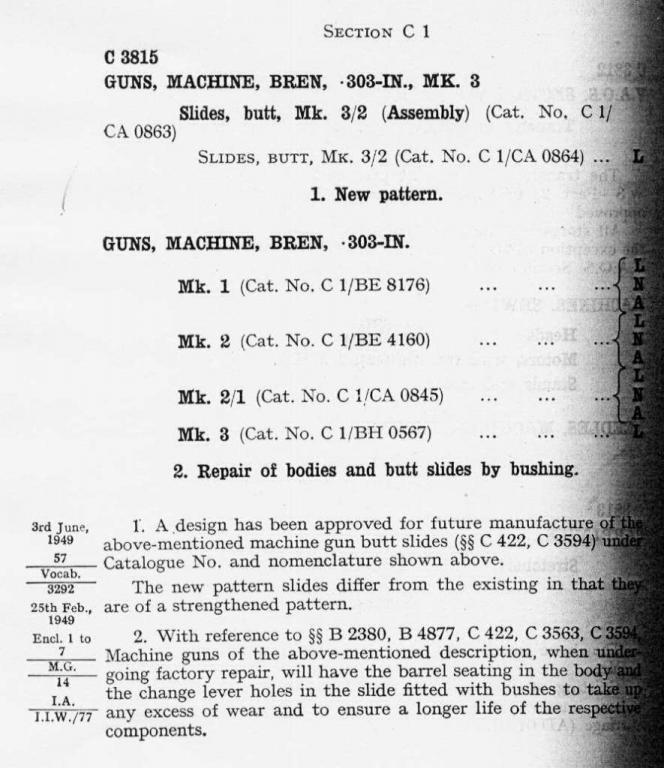 SECTION C 1
C 3815
GUNS, MACHINE, BREN, ·303-IN., MK. 3
Slides, butt, Mk. 3/2 (Assembly) (Cat. No. C 1/
CA 0863)
SLIDES, BUTT, MK. 3/2 (Cat. No. C 1/CA 0864) ... L
1. New pattern.
GUNS, MACHINE, BREN, ·303-IN.
L
Mk. 1 (Cat. No. C 1/BE 8176) ... ... ... { N
A
L
Mk. 2 (Cat. No. C 1/BE 4160) ... ... ... { N
A
L
Mk. 2/1 (Cat. No. C 1/CA 0845) ... ... ... { N
A
Mk. 3 (Cat. No. C 1/BH 0567) ... ... ... L
2. Repair of bodies and butt slides by bushing.
3rd June,
1949
57
Vocab.
3292
1. A design has been approved for future manufacture of the
above-mentioned machine gun butt slides (§§ C 422, C 3594) under
Catalogue No. and nomenclature shown above.
The new pattern slides differ from the existing in that they
are of a strengthened pattern.
25th Feb.,
1949
Encl. 1 to
7
M.G.
14
I.A.
I.I.W./77
2. With reference to §§ B 2380, B 4877, C 422, C 3563, C 3594,
Machine guns of the above-mentioned description, when under-
going factory repair, will have the barrel seating in the body and
the change lever holes in the slide fitted with bushes to take up
any excess of wear and to ensure a longer life of the respective
components.